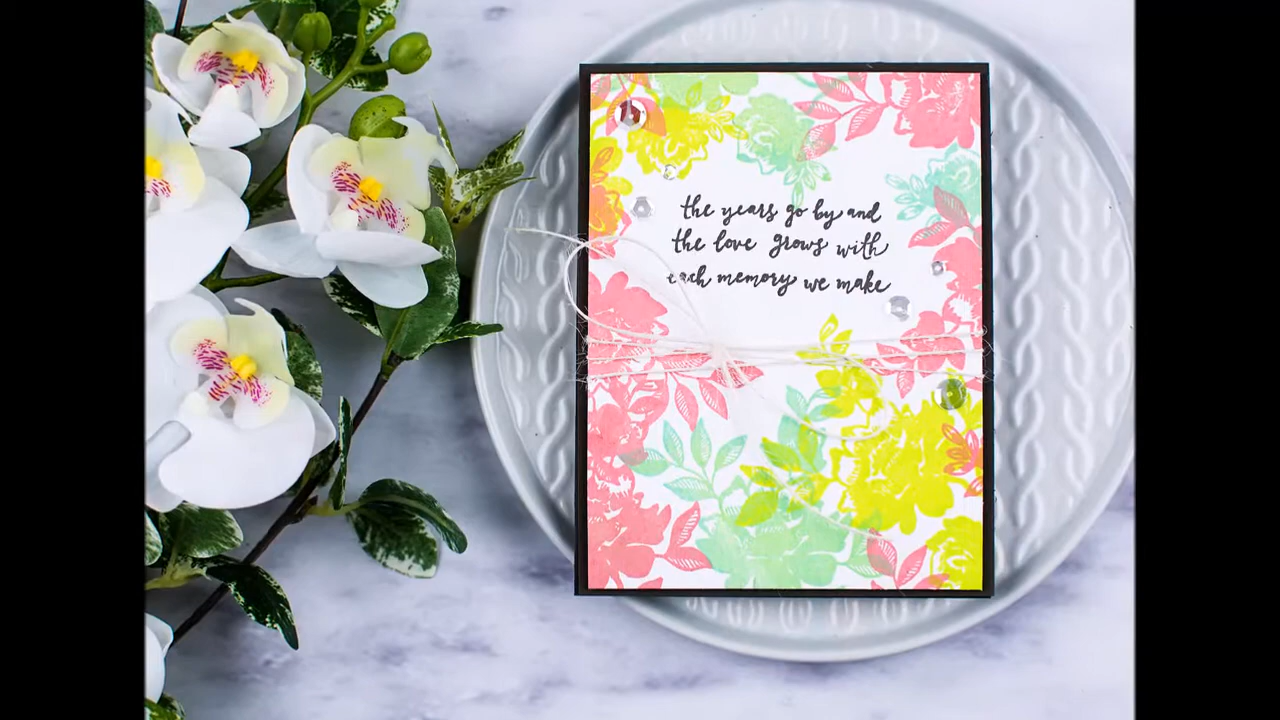 the years go by and
the love grows with
each memory we make